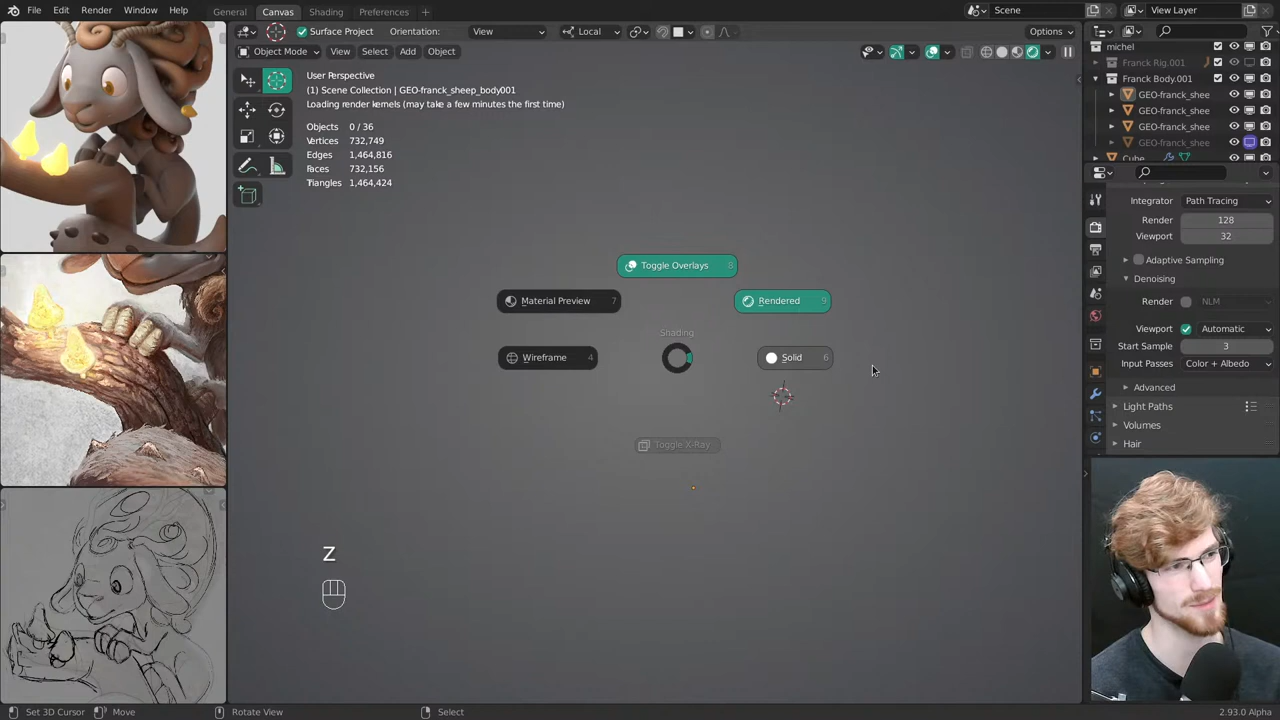 File Edit Render Window Help General Canvas Shading Preferences + Scene View Layer
Surface Project Orientation: View Local Options
Object Mode View Select Add Object
User Perspective
(1) Scene Collection | GEO-franck_sheep_body001
Loading render kernels (may take a few minutes the first time)
Objects 0 / 36
Vertices 732,749
Edges 1,464,816
Faces 732,156
Triangles 1,464,424
michel
Franck Rig.001
Franck Body.001
GEO-franck_shee
GEO-franck_shee
GEO-franck_shee
GEO-franck_shee
Cube
Integrator Path Tracing
Render 128
Viewport 32
Adaptive Sampling
Denoising
Render NLM
Viewport Automatic
Start Sample 3
Input Passes Color + Albedo
Advanced
Light Paths
Volumes
Hair
Toggle Overlays 8
Material Preview 7
Rendered 9
Shading
Wireframe 4
Solid 6
Toggle X-Ray
Z
Set 3D Cursor Move Rotate View Select 2.93.0 Alpha